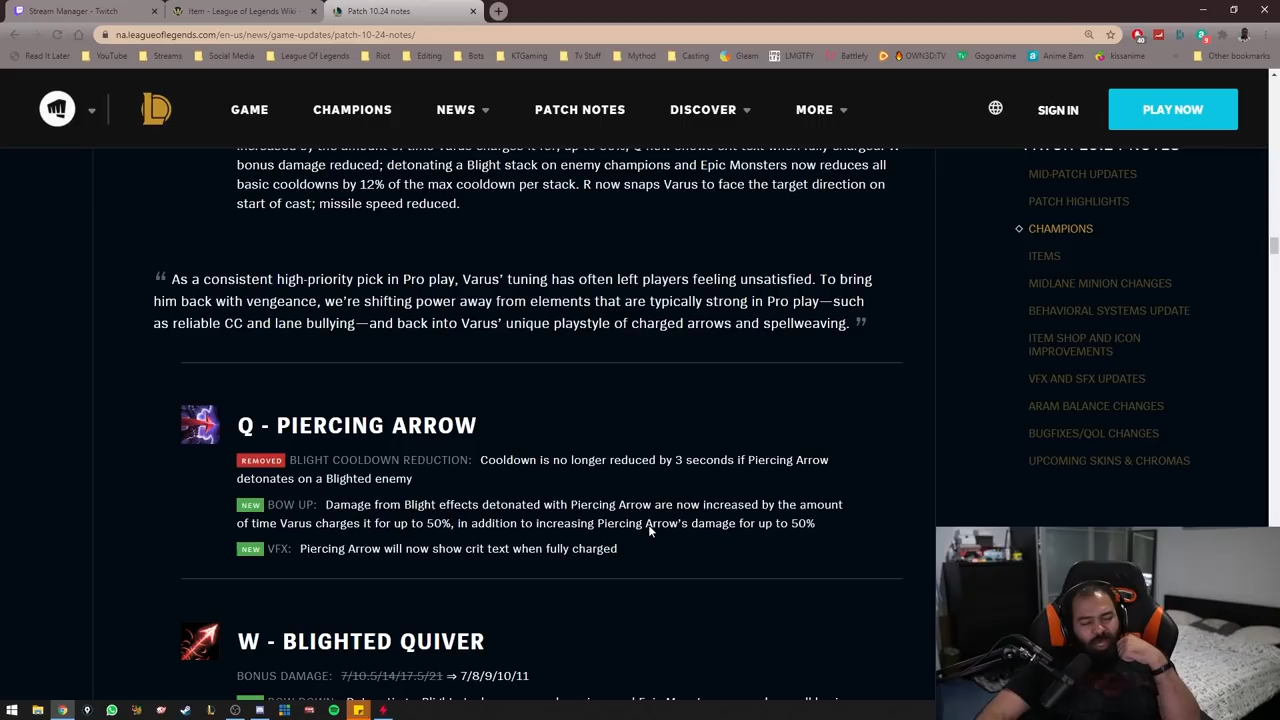 Stream Manager - Twitch
Item - League of Legends Wiki -
Patch 10.24 notes
na.leagueoflegends.com/en-us/news/game-updates/patch-10-24-notes/
Read It Later YouTube Streams Social Media League Of Legends Riot Editing Bots KTGaming Tv Stuff Mythod Casting Gleam LMGTFY Battlefy OWN3D:TV Gogoanime Anime Bam kissanime Other bookmarks
GAME CHAMPIONS NEWS PATCH NOTES DISCOVER MORE SIGN IN PLAY NOW
bonus damage reduced; detonating a Blight stack on enemy champions and Epic Monsters now reduces all
basic cooldowns by 12% of the max cooldown per stack. R now snaps Varus to face the target direction on
start of cast; missile speed reduced.
“ As a consistent high-priority pick in Pro play, Varus’ tuning has often left players feeling unsatisfied. To bring
him back with vengeance, we’re shifting power away from elements that are typically strong in Pro play—such
as reliable CC and lane bullying—and back into Varus’ unique playstyle of charged arrows and spellweaving. ”
Q - PIERCING ARROW
REMOVED BLIGHT COOLDOWN REDUCTION: Cooldown is no longer reduced by 3 seconds if Piercing Arrow
detonates on a Blighted enemy
NEW BOW UP: Damage from Blight effects detonated with Piercing Arrow are now increased by the amount
of time Varus charges it for up to 50%, in addition to increasing Piercing Arrow’s damage for up to 50%
NEW VFX: Piercing Arrow will now show crit text when fully charged
W - BLIGHTED QUIVER
BONUS DAMAGE: 7/10.5/14/17.5/21 ⇒ 7/8/9/10/11
MID-PATCH UPDATES
PATCH HIGHLIGHTS
CHAMPIONS
ITEMS
MIDLANE MINION CHANGES
BEHAVIORAL SYSTEMS UPDATE
ITEM SHOP AND ICON
IMPROVEMENTS
VFX AND SFX UPDATES
ARAM BALANCE CHANGES
BUGFIXES/QOL CHANGES
UPCOMING SKINS & CHROMAS